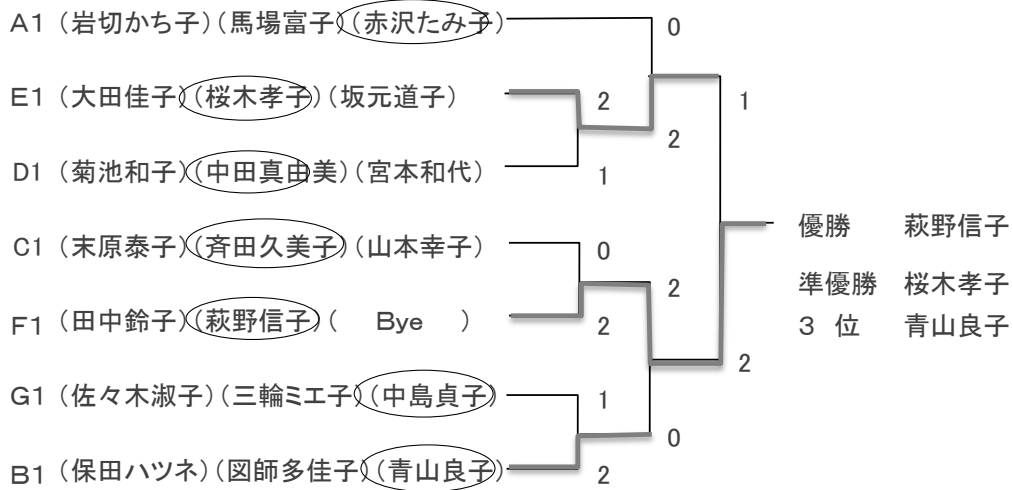 A1（岩切かち子）（馬場富子）（赤沢たみ子） 0
E1（大田佳子）（桜木孝子）（坂元道子） 2 1
2
D1（菊池和子）（中田真由美）（宮本和代） 1
優勝 萩野信子
C1（末原泰子）（斉田久美子）（山本幸子） 0
2 準優勝 桜木孝子
F1（田中鈴子）（萩野信子）（ Bye ） 2 3 位 青山良子
2
G1（佐々木淑子）（三輪ミエ子）（中島貞子） 1
0
B1（保田ハツネ）（図師多佳子）（青山良子） 2